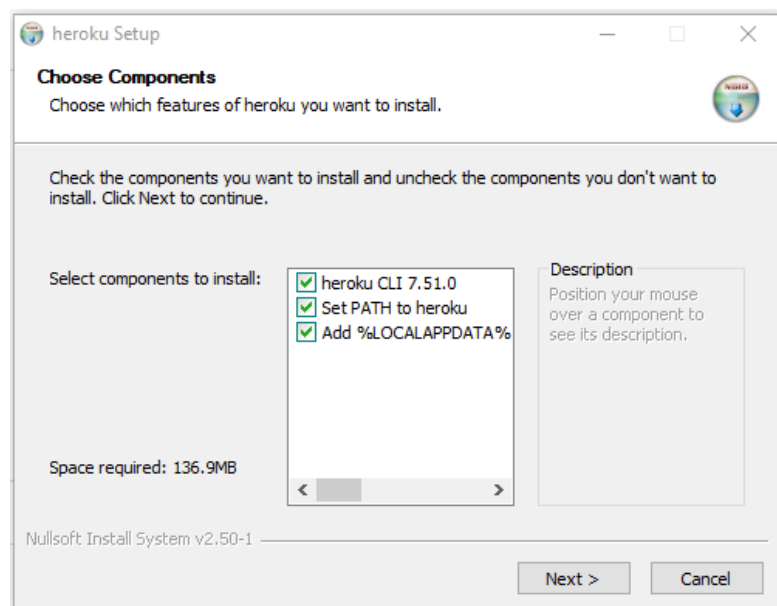 heroku Setup
Choose Components
Choose which features of heroku you want to install.
Check the components you want to install and uncheck the components you don't want to
install. Click Next to continue.
Select components to install:
heroku CLI 7.51.0
Set PATH to heroku
Add %LOCALAPPDATA%
Description
Position your mouse
over a component to
see its description.
Space required: 136.9MB
Nullsoft Install System v2.50-1
Next >
Cancel